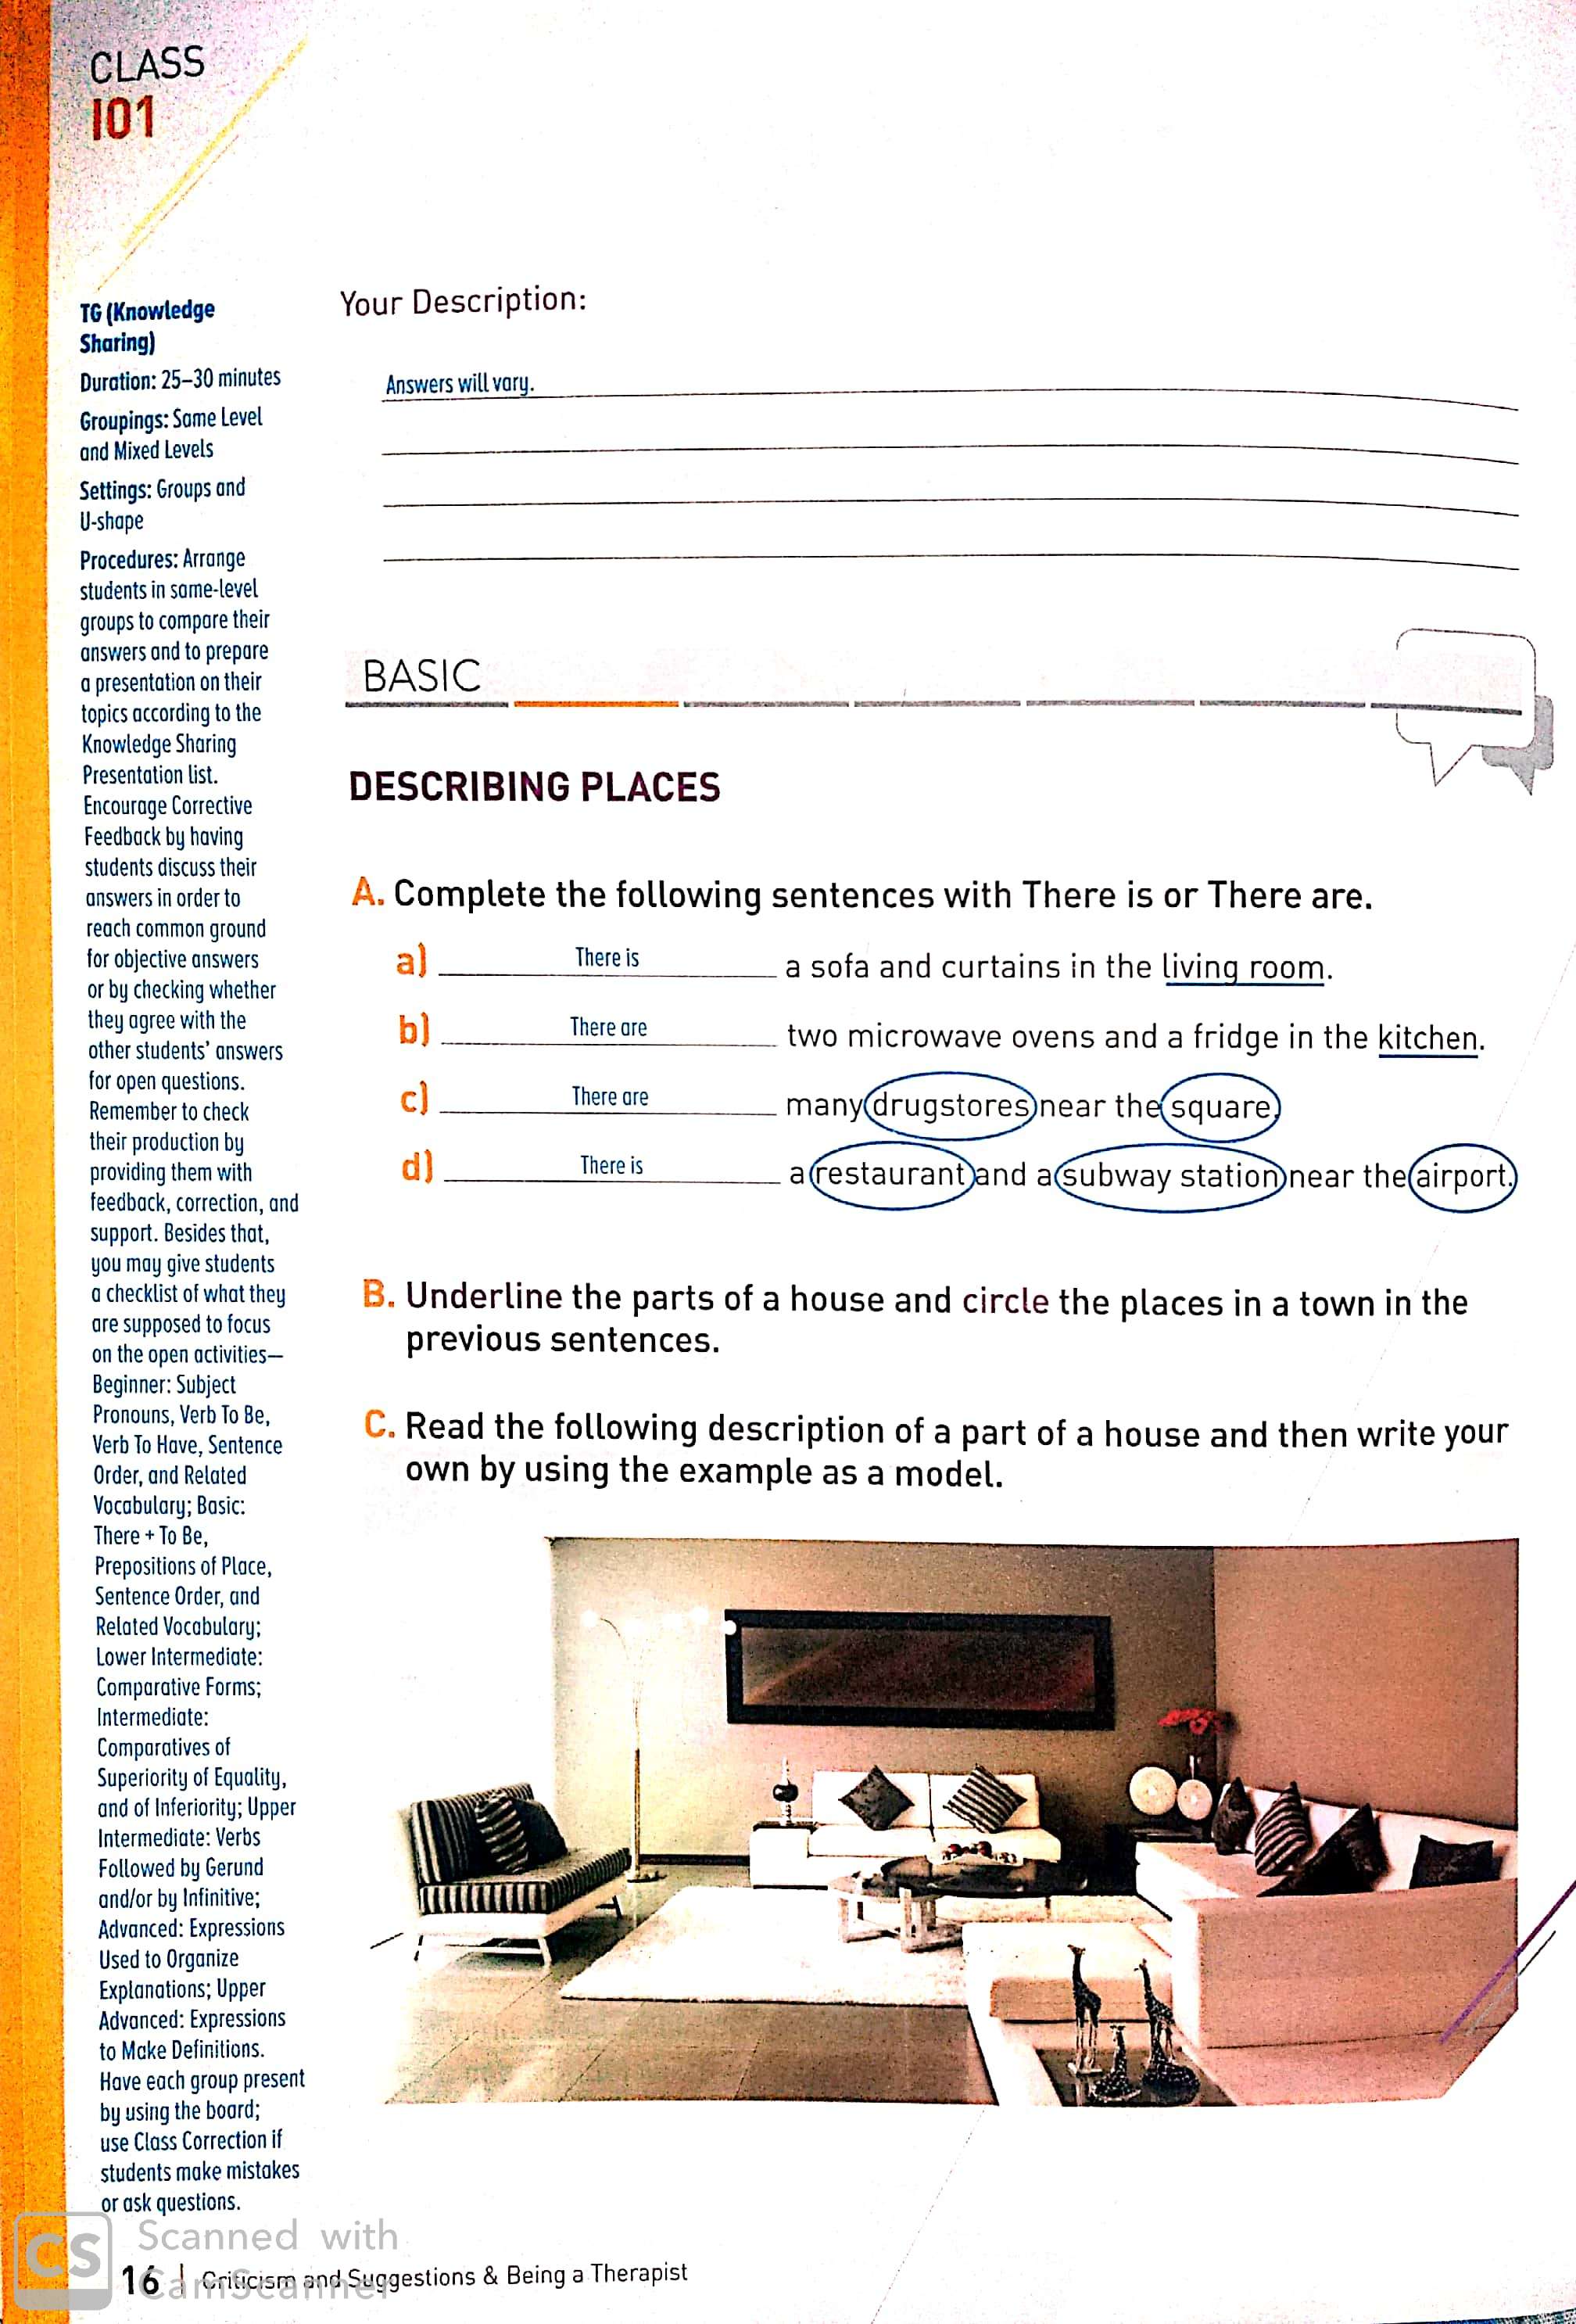 CLASS
101
TG (Knowledge
Sharing)
Duration: 25–30 minutes
Groupings: Same Level
and Mixed Levels
Settings: Groups and
U-shape
Procedures: Arrange
students in same-level
groups to compare their
answers and to prepare
a presentation on their
topics according to the
Knowledge Sharing
Presentation list.
Encourage Corrective
Feedback by having
students discuss their
answers in order to
reach common ground
for objective answers
or by checking whether
they agree with the
other students' answers
for open questions.
Remember to check
their production by
providing them with
feedback, correction, and
support. Besides that,
you may give students
a checklist of what they
are supposed to focus
on the open activities—
Beginner: Subject
Pronouns, Verb To Be,
Verb To Have, Sentence
Order, and Related
Vocabulary; Basic:
There + To Be,
Prepositions of Place,
Sentence Order, and
Related Vocabulary;
Lower Intermediate:
Comparative Forms;
Intermediate:
Comparatives of
Superiority of Equality,
and of Inferiority; Upper
Intermediate: Verbs
Followed by Gerund
and/or by Infinitive;
Advanced: Expressions
Used to Organize
Explanations; Upper
Advanced: Expressions
to Make Definitions.
Have each group present
by using the board;
use Class Correction if
students make mistakes
or ask questions.
Your Description:
Answers will vary.
BASIC
DESCRIBING PLACES
A. Complete the following sentences with There is or There are.
a) There is a sofa and curtains in the living room.
b) There are two microwave ovens and a fridge in the kitchen.
c) There are many drugstores near the square.
d) There is a restaurant and a subway station near the airport.
B. Underline the parts of a house and circle the places in a town in the
previous sentences.
C. Read the following description of a part of a house and then write your
own by using the example as a model.
16 | Criticism and Suggestions & Being a Therapist
CS
Scanned with
CamScanner